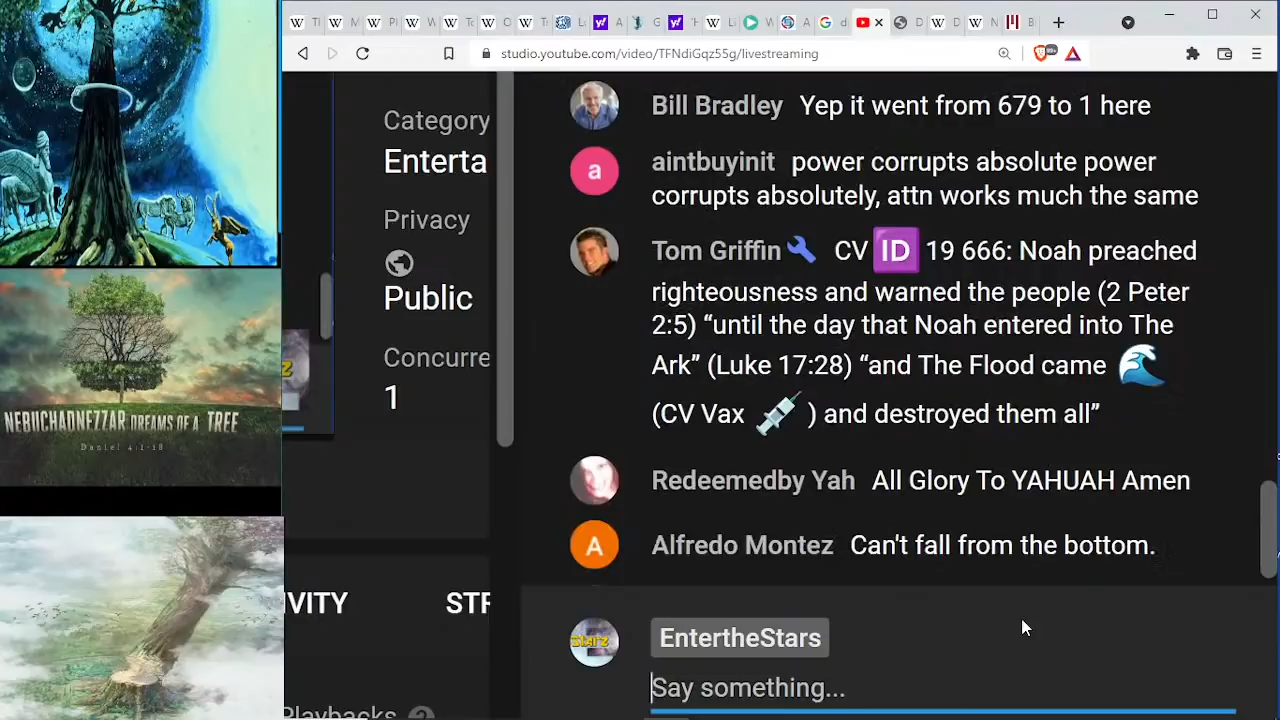 studio.youtube.com/video/TFNdiGqz55g/livestreaming
NEBUCHADNEZZAR DREAMS OF A TREE
Daniel 4:1-18
Category
Enterta
Privacy
Public
Concurre
1
IVITY STR
Playbacks
Bill Bradley Yep it went from 679 to 1 here
a aintbuyinit power corrupts absolute power
corrupts absolutely, attn works much the same
Tom Griffin🔧 CV 🆔 19 666: Noah preached
righteousness and warned the people (2 Peter
2:5) “until the day that Noah entered into The
Ark” (Luke 17:28) “and The Flood came 🌊
(CV Vax 💉 ) and destroyed them all”
Redeemedby Yah All Glory To YAHUAH Amen
A Alfredo Montez Can't fall from the bottom.
Starz EntertheStars
Say something...